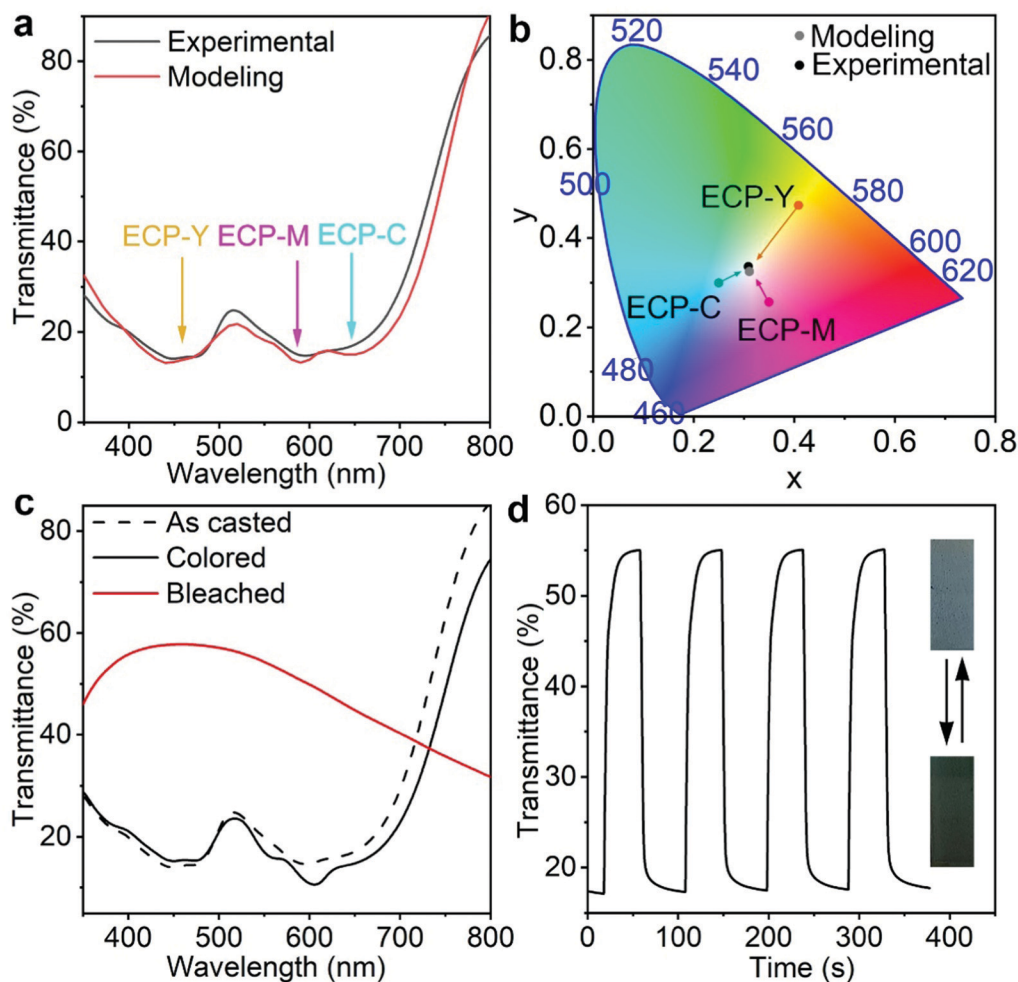 a
Experimental
Modeling
ECP-Y
ECP-M
ECP-C
Transmittance (%)
80
60
40
20
0
400
500
600
700
800
Wavelength (nm)
b
Modeling
Experimental
520
540
560
580
600
620
500
480
460
ECP-Y
ECP-C
ECP-M
y
0.8
0.6
0.4
0.2
0.0
0.0
0.2
0.4
0.6
0.8
x
c
As casted
Colored
Bleached
Transmittance (%)
80
60
40
20
400
500
600
700
800
Wavelength (nm)
d
Transmittance (%)
60
50
40
30
20
0
100
200
300
400
Time (s)